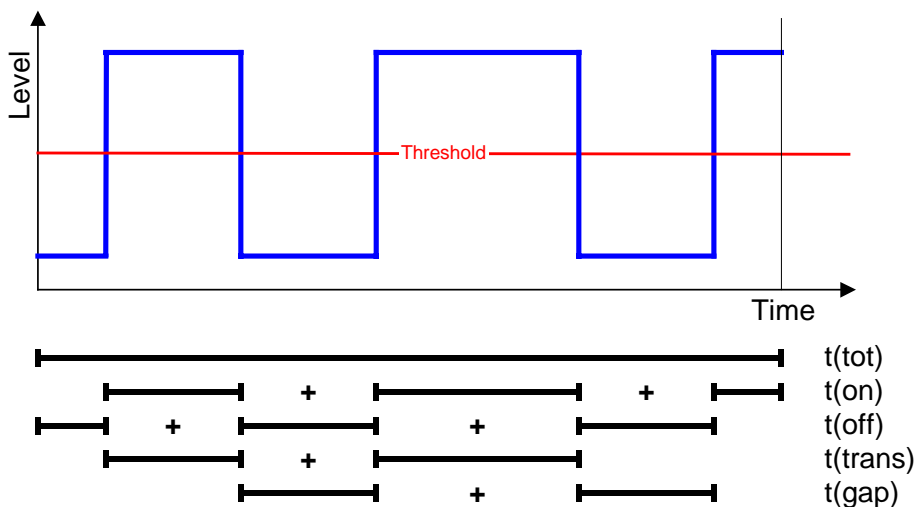 Level
Threshold
Time
t(tot)
+ + t(on)
+ + t(off)
+ t(trans)
+ t(gap)